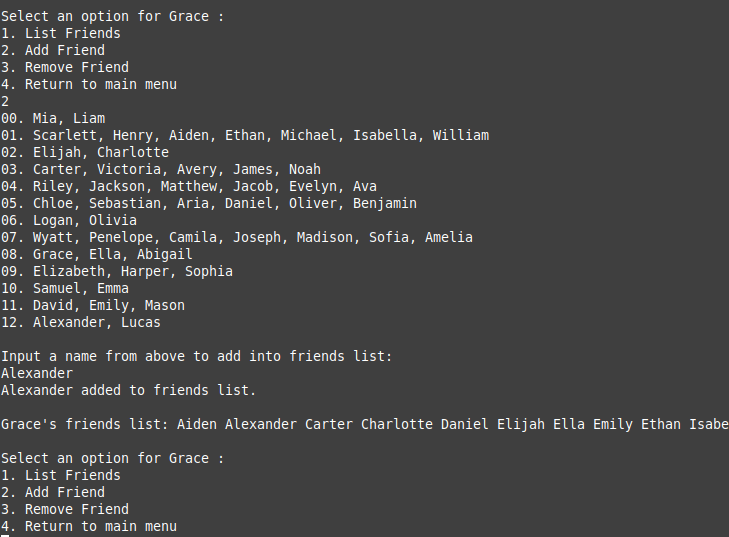 Select an option for Grace :
1. List Friends
2. Add Friend
3. Remove Friend
4. Return to main menu
2
00. Mia, Liam
01. Scarlett, Henry, Aiden, Ethan, Michael, Isabella, William
02. Elijah, Charlotte
03. Carter, Victoria, Avery, James, Noah
04. Riley, Jackson, Matthew, Jacob, Evelyn, Ava
05. Chloe, Sebastian, Aria, Daniel, Oliver, Benjamin
06. Logan, Olivia
07. Wyatt, Penelope, Camila, Joseph, Madison, Sofia, Amelia
08. Grace, Ella, Abigail
09. Elizabeth, Harper, Sophia
10. Samuel, Emma
11. David, Emily, Mason
12. Alexander, Lucas
Input a name from above to add into friends list:
Alexander
Alexander added to friends list.
Grace's friends list: Aiden Alexander Carter Charlotte Daniel Elijah Ella Emily Ethan Isabe
Select an option for Grace :
1. List Friends
2. Add Friend
3. Remove Friend
4. Return to main menu